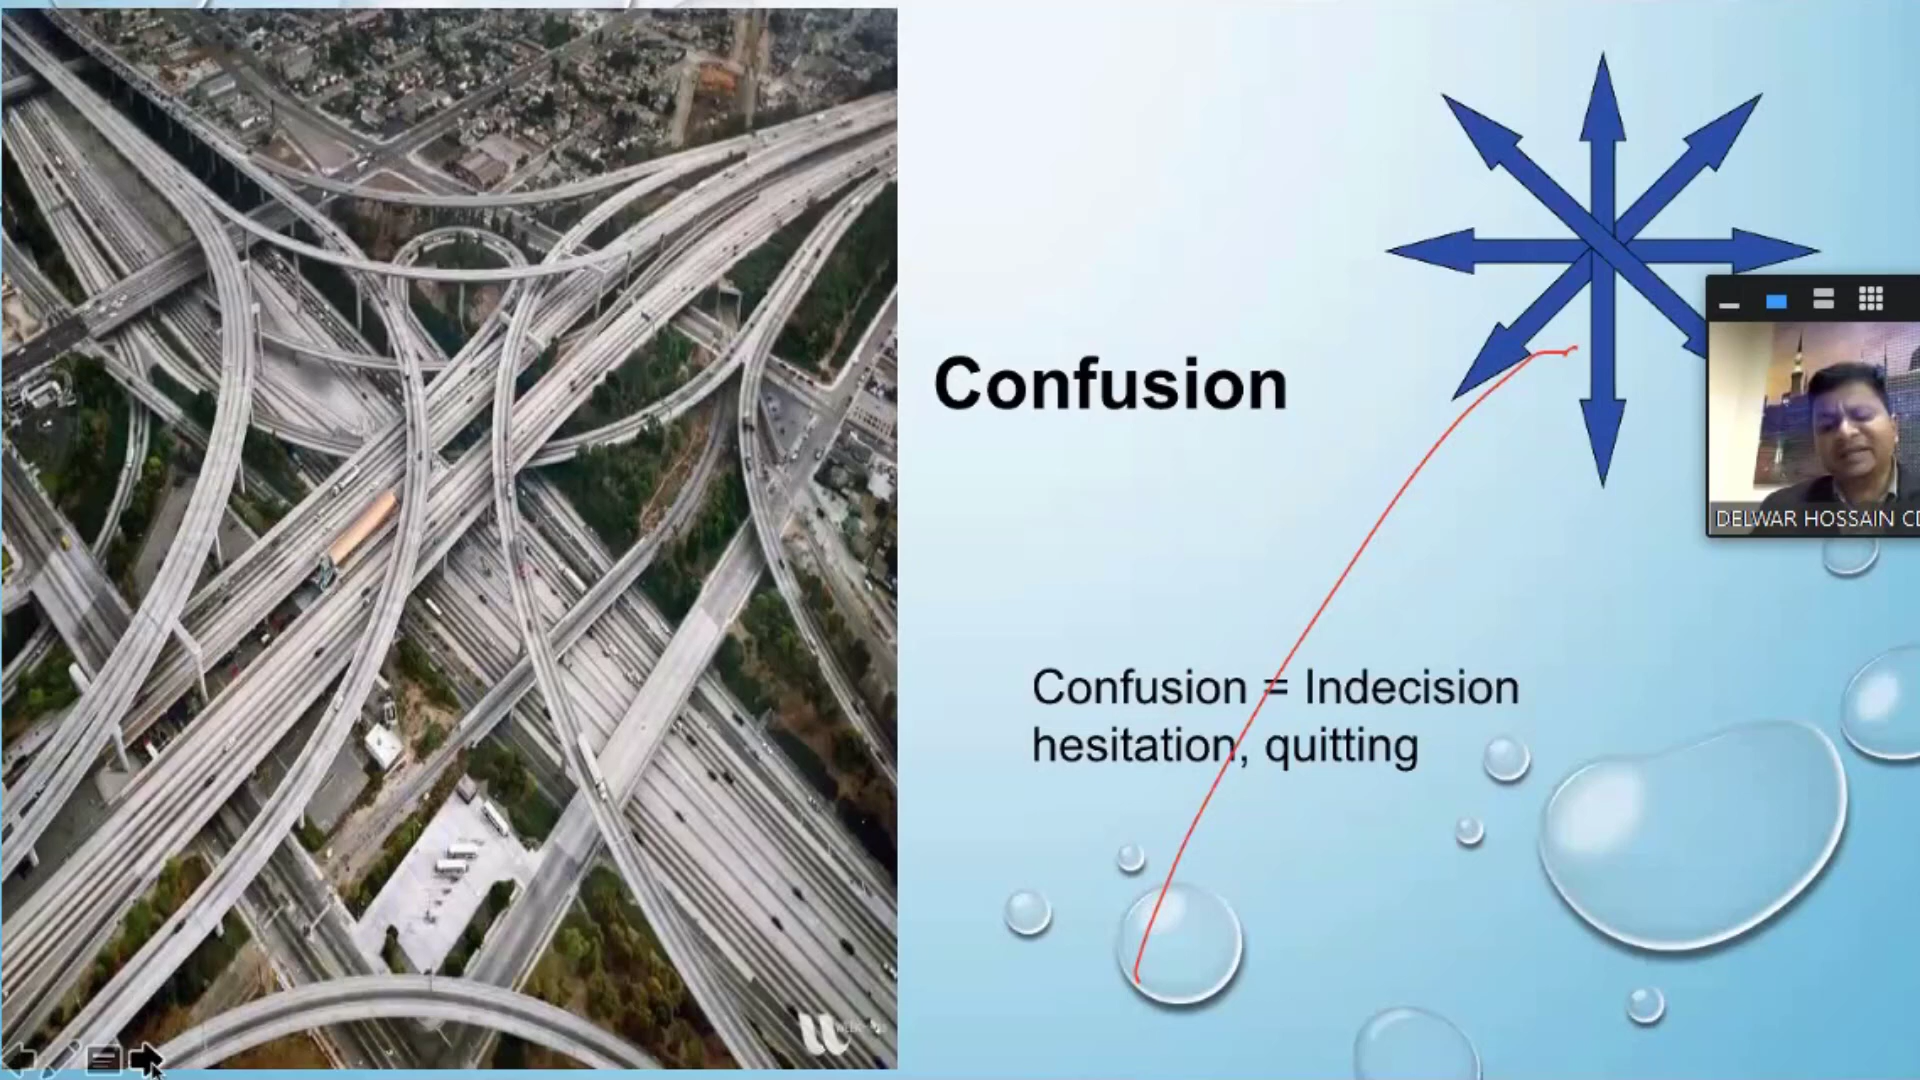 Confusion
Confusion = Indecision
hesitation, quitting
DELWAR HOSSAIN